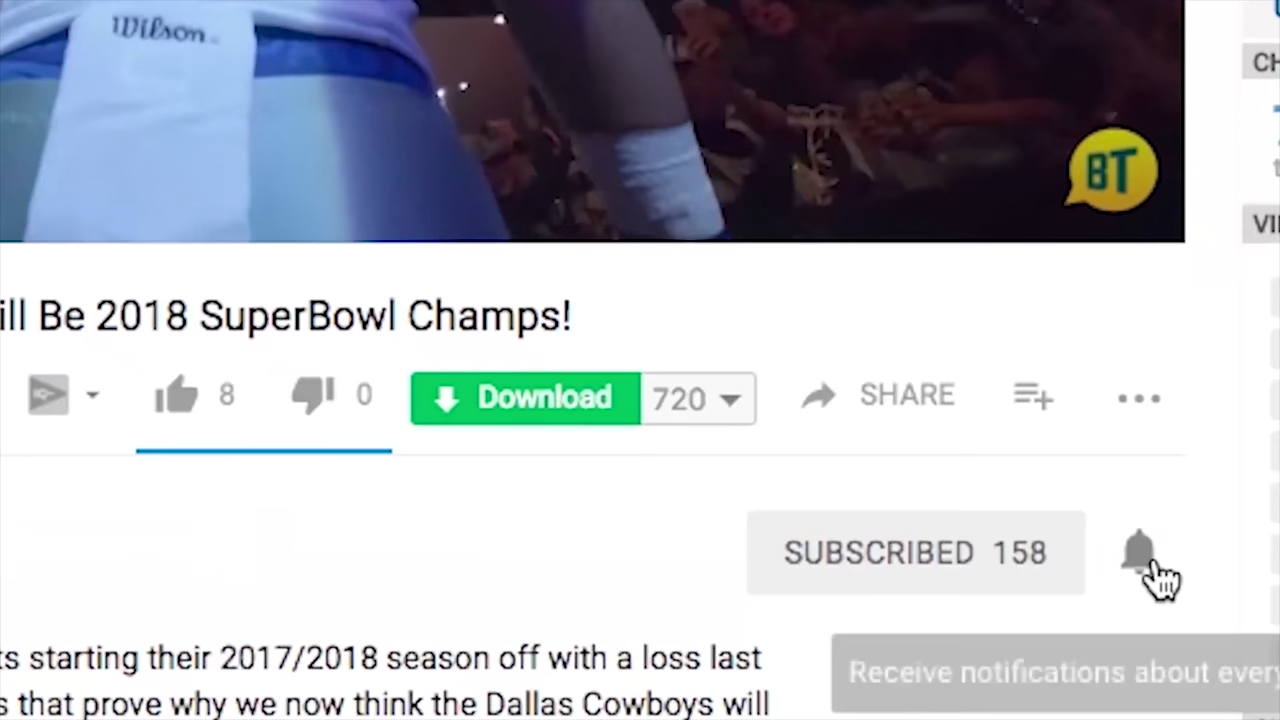 Wilson
BT
CH
VI
ill Be 2018 SuperBowl Champs!
8 0 Download 720 SHARE
SUBSCRIBED 158
ts starting their 2017/2018 season off with a loss last
Receive notifications about every
s that prove why we now think the Dallas Cowboys will